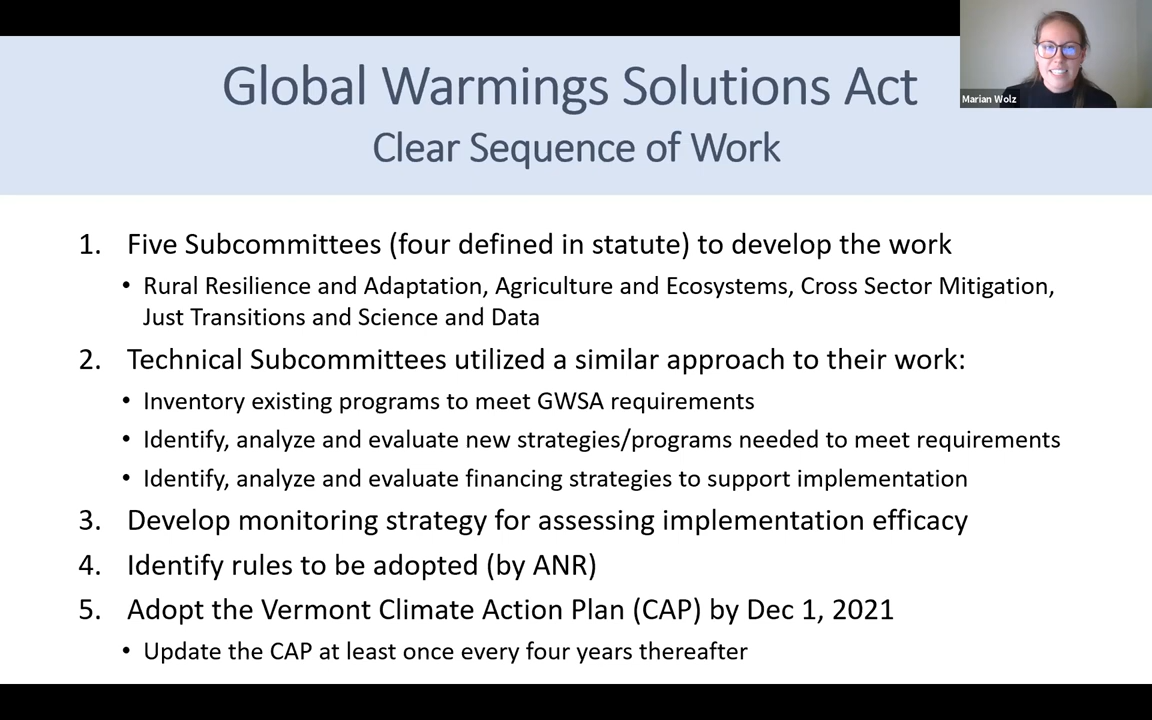 Global Warmings Solutions Act
Clear Sequence of Work
Marian Wolz
1. Five Subcommittees (four defined in statute) to develop the work
• Rural Resilience and Adaptation, Agriculture and Ecosystems, Cross Sector Mitigation,
Just Transitions and Science and Data
2. Technical Subcommittees utilized a similar approach to their work:
• Inventory existing programs to meet GWSA requirements
• Identify, analyze and evaluate new strategies/programs needed to meet requirements
• Identify, analyze and evaluate financing strategies to support implementation
3. Develop monitoring strategy for assessing implementation efficacy
4. Identify rules to be adopted (by ANR)
5. Adopt the Vermont Climate Action Plan (CAP) by Dec 1, 2021
• Update the CAP at least once every four years thereafter